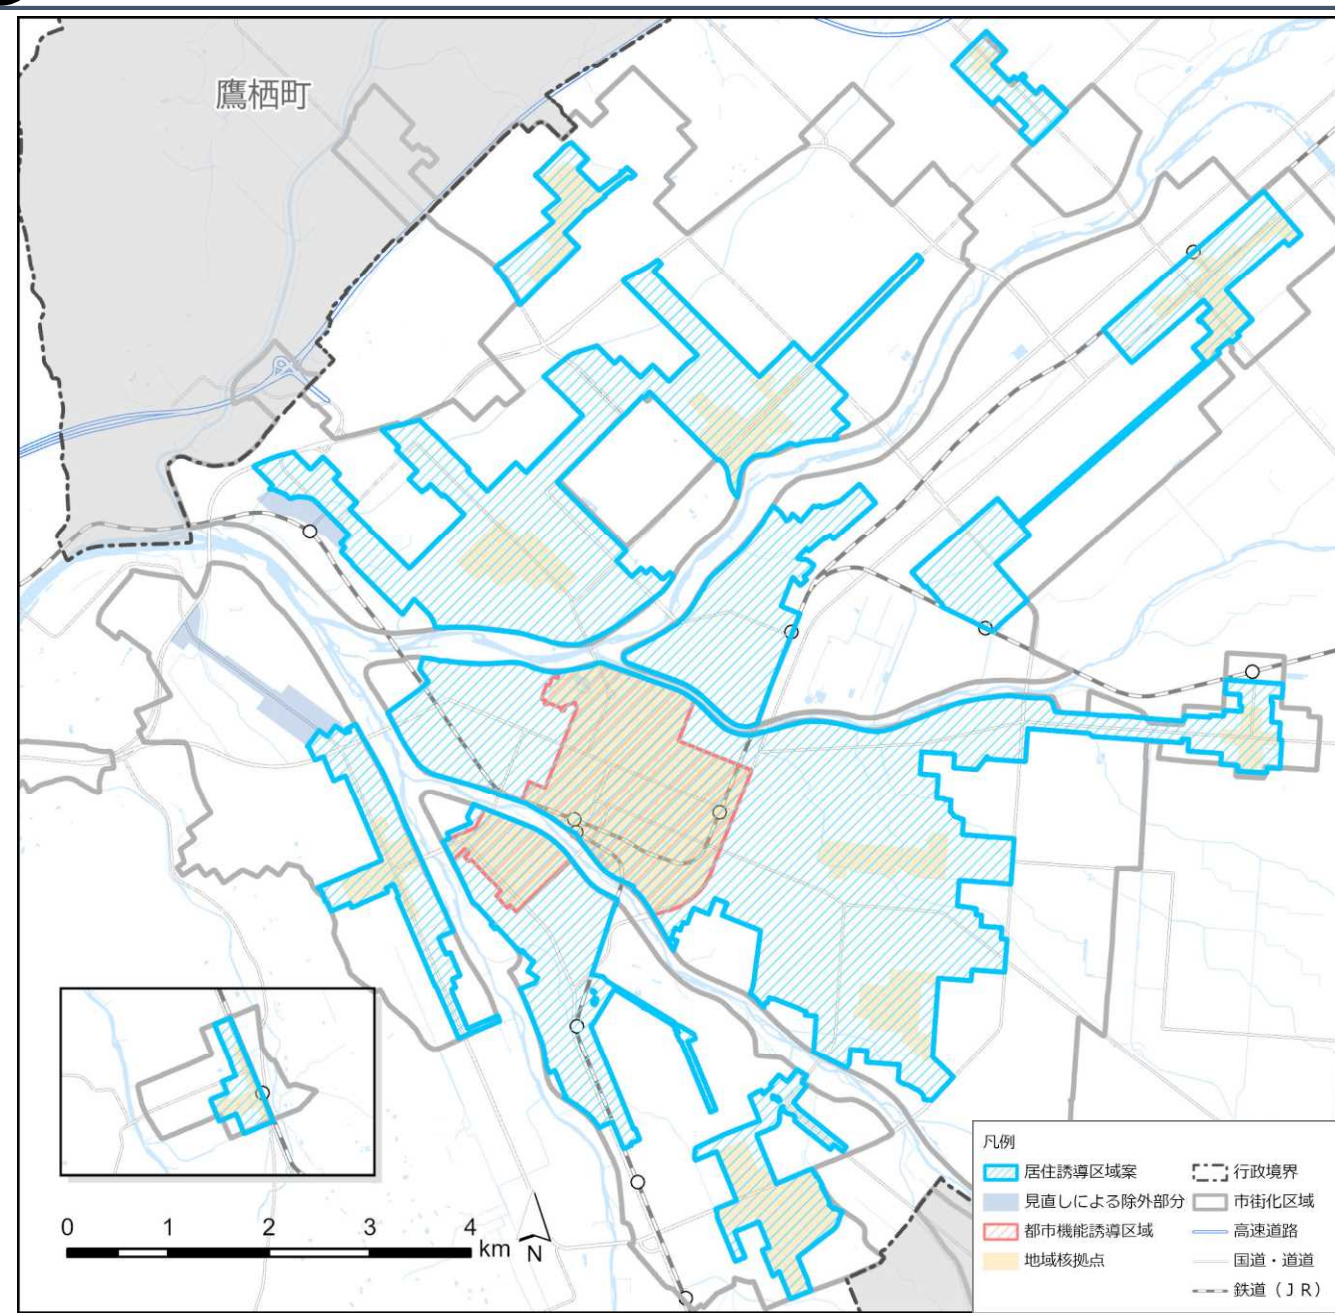 鷹栖町
0 1 2 3 4 km
N
凡例
居住誘導区域案
行政境界
見直しによる除外部分
市街化区域
都市機能誘導区域
高速道路
地域核拠点
国道・道道
鉄道(JR)